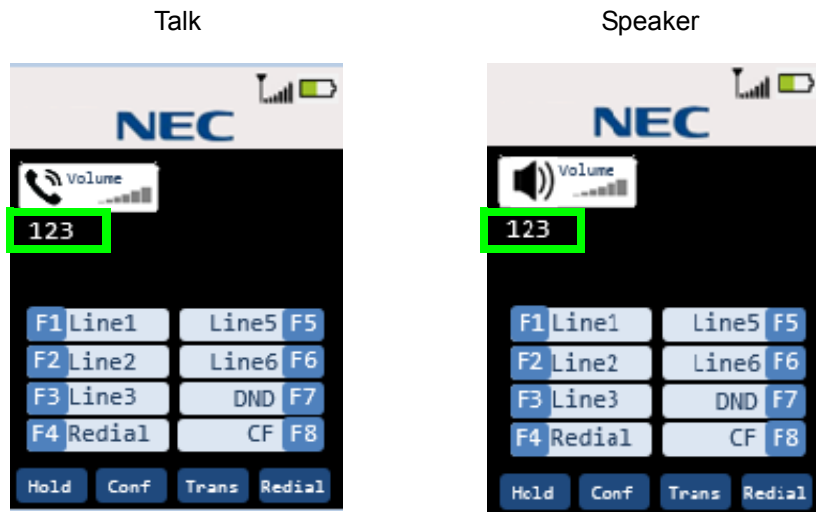 Talk
Speaker
NEC
Volume
123
F1 Line1 Line5 F5
F2 Line2 Line6 F6
F3 Line3 DND F7
F4 Redial CF F8
Hold Conf Trans Redial
NEC
Volume
123
F1 Line1 Line5 F5
F2 Line2 Line6 F6
F3 Line3 DND F7
F4 Redial CF F8
Hold Conf Trans Redial